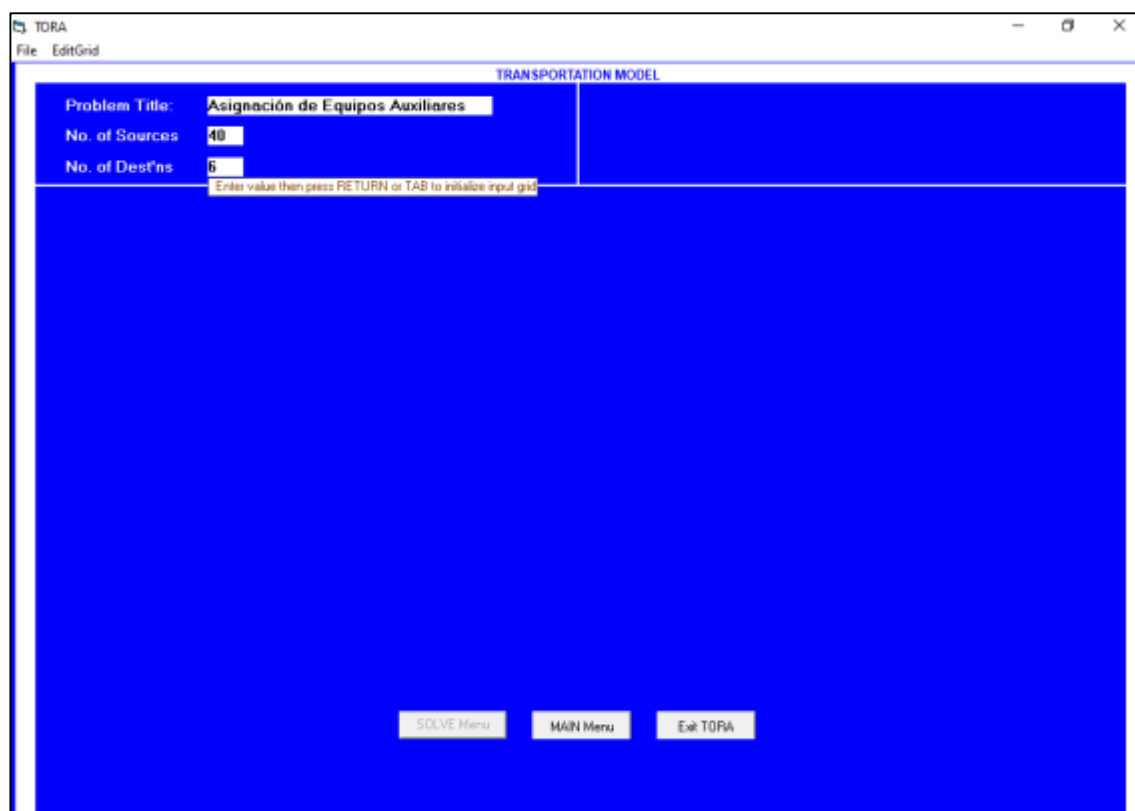 TORA
File EditGrid
TRANSPORTATION MODEL
Problem Title: Asignación de Equipos Auxiliares
No. of Sources 40
No. of Dest'ns 6
Enter value then press RETURN or TAB to initialize input grid
SOLVE Menu MAIN Menu Exit TORA